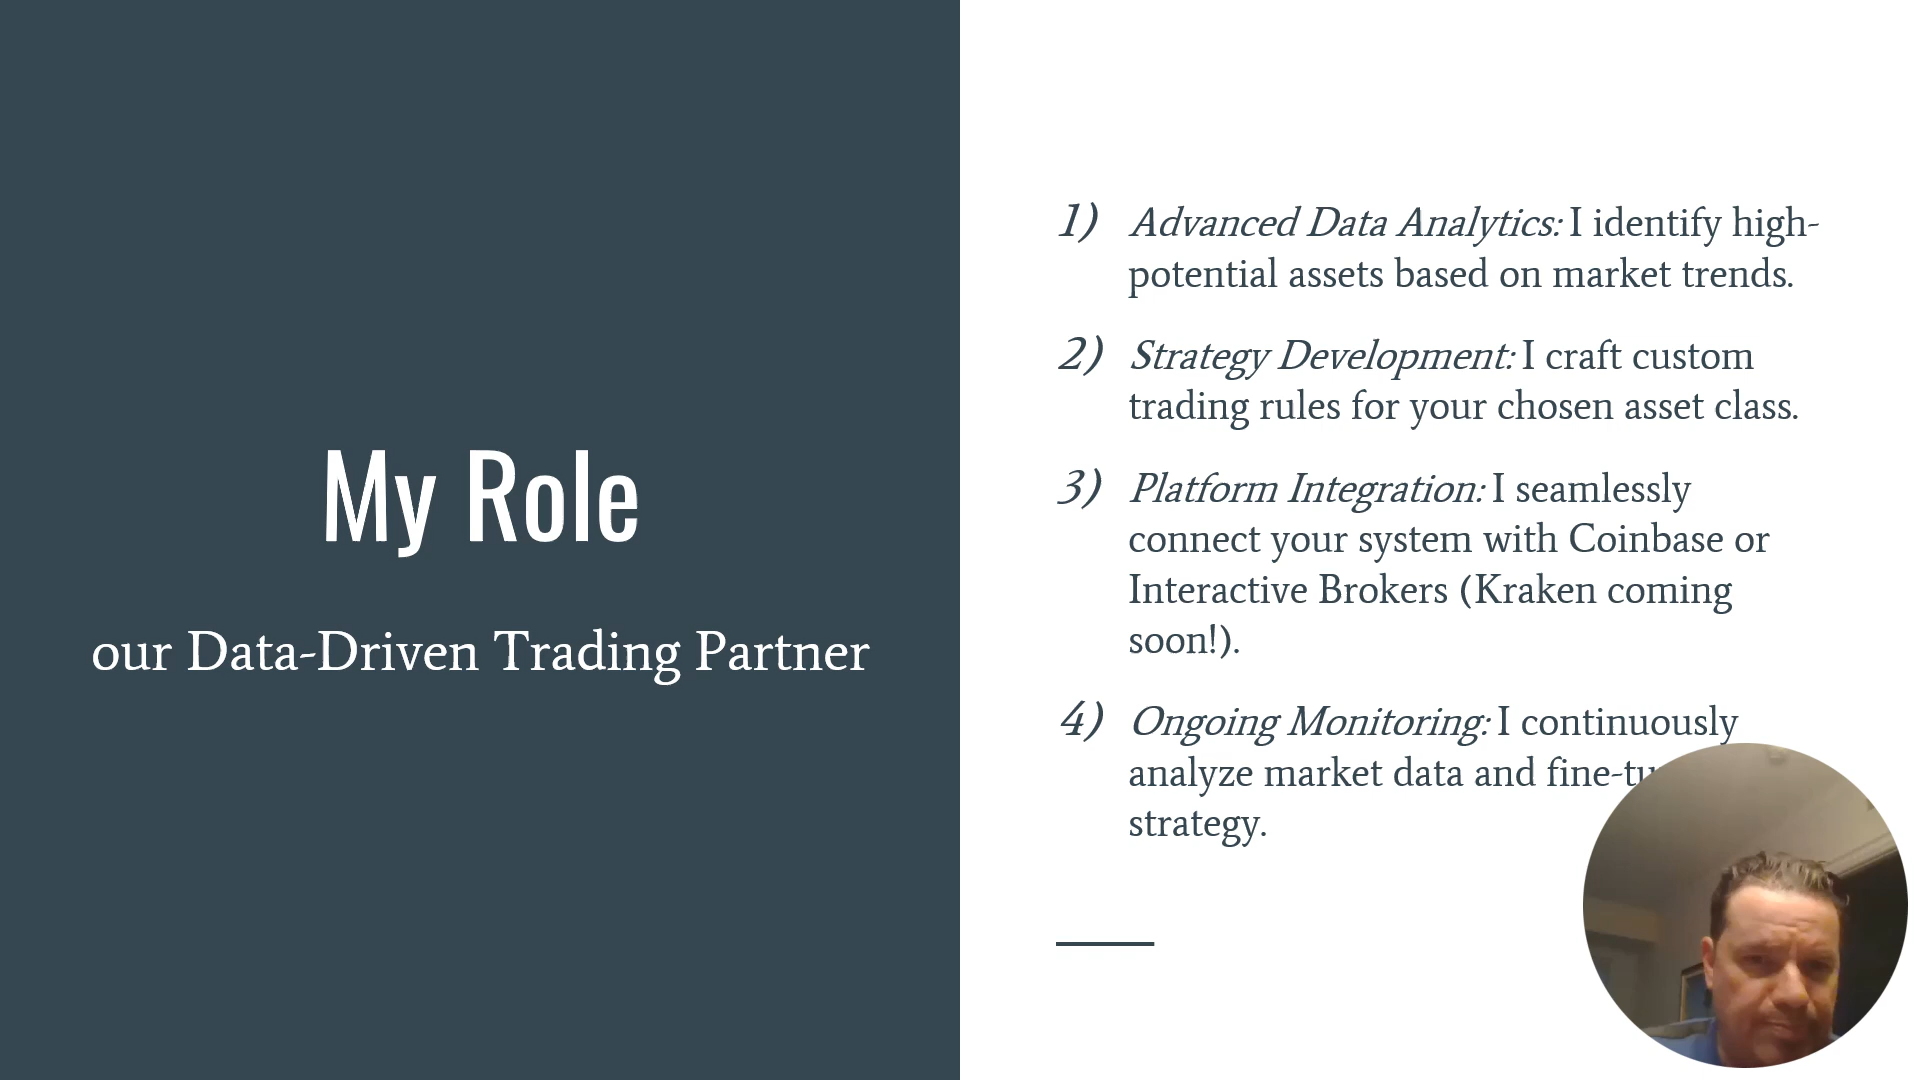 My Role
our Data-Driven Trading Partner
1) Advanced Data Analytics: I identify high-
potential assets based on market trends.
2) Strategy Development: I craft custom
trading rules for your chosen asset class.
3) Platform Integration: I seamlessly
connect your system with Coinbase or
Interactive Brokers (Kraken coming
soon!).
4) Ongoing Monitoring: I continuously
analyze market data and
strategy.